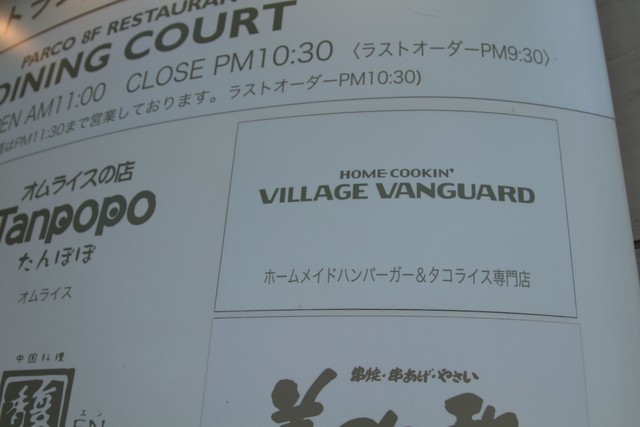 PARCO 8F RESTAURAN
DINING COURT
EN AM11:00 CLOSE PM10:30 〈ラストオーダーPM9:30〉
はPM11:30まで営業しております。ラストオーダーPM10:30)
オムライスの店
Tanpopo
たんぽぽ
オムライス
HOME COOKIN'
VILLAGE VANGUARD
ホームメイドハンバーガー&タコライス専門店
中国料理
エン
EN
串焼・串あげ・やさい